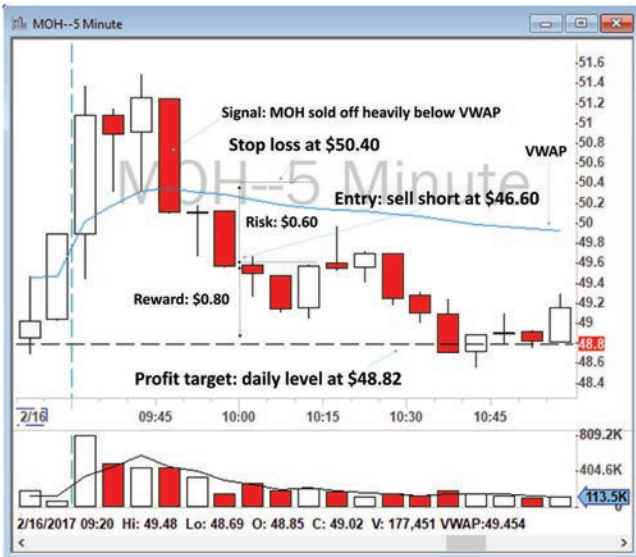 MOH--5 Minute
Signal: MOH sold off heavily below VWAP
Stop loss at $50.40
VWAP
MOH--5 Minute
Entry: sell short at $46.60
Risk: $0.60
Reward: $0.80
Profit target: daily level at $48.82
51.6
51.4
51.2
51
50.8
50.6
50.4
50.2
50
49.8
49.6
49.4
49.2
49
48.8
48.6
48.4
2/16 09:45 10:00 10:15 10:30 10:45
809.2K
404.6K
113.5K
0
2/16/2017 09:20 Hi: 49.48 Lo: 48.69 O: 48.85 C: 49.02 V: 177,451 VWAP:49.454